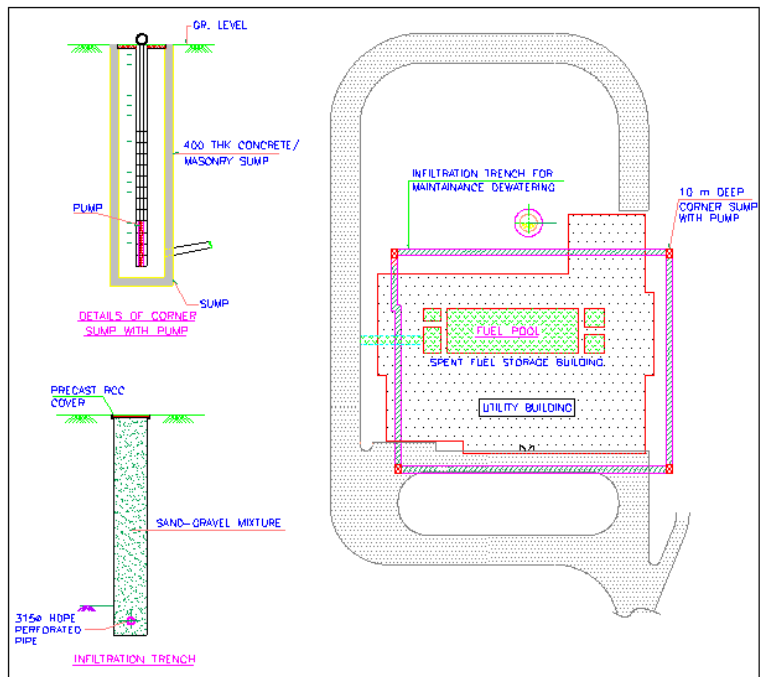 GR. LEVEL
400 THK CONCRETE/
MASONRY SUMP
PUMP
SUMP
DETAILS OF CORNER
SUMP WITH PUMP
INFILTRATION TRENCH FOR
MAINTAINANCE DEWATERING
10 m DEEP
CORNER SUMP
WITH PUMP
FUEL POOL
SPENT FUEL STORAGE BUILDING
UTILITY BUILDING
PRECAST RCC
COVER
SAND-GRAVEL MIXTURE
315ø HDPE
PERFORATED
PIPE
INFILTRATION TRENCH